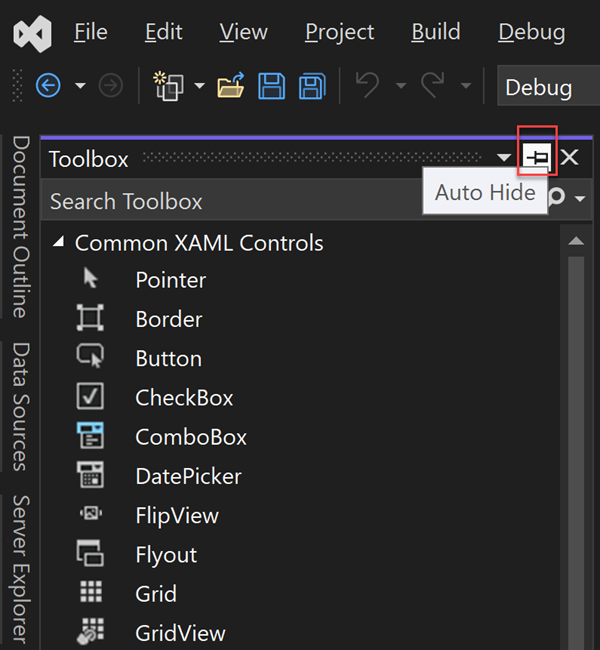 File Edit View Project Build Debug
Debug
Document Outline
Data Sources
Server Explorer
Toolbox
Auto Hide
Search Toolbox
Common XAML Controls
Pointer
Border
Button
CheckBox
ComboBox
DatePicker
FlipView
Flyout
Grid
GridView